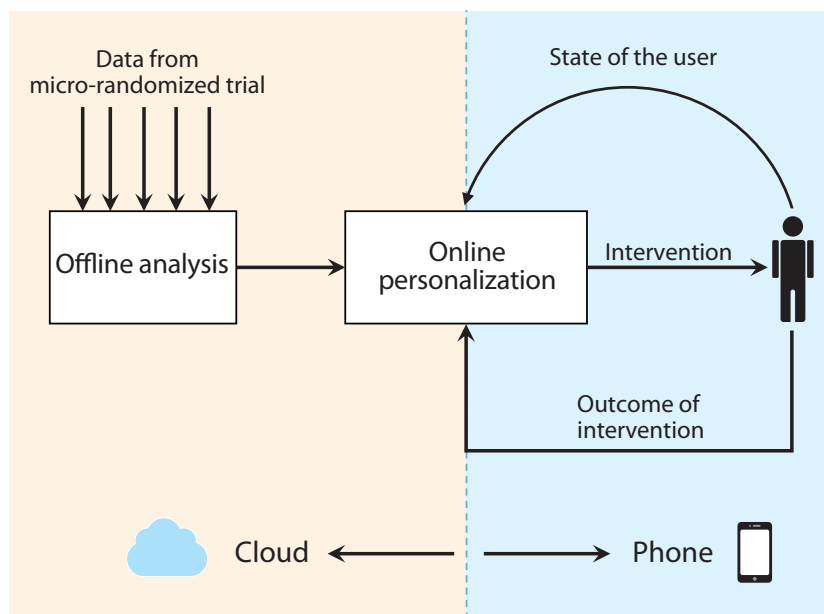 Data from
micro-randomized trial
State of the user
Offline analysis
Online
personalization
Intervention
Outcome of
intervention
Cloud
Phone